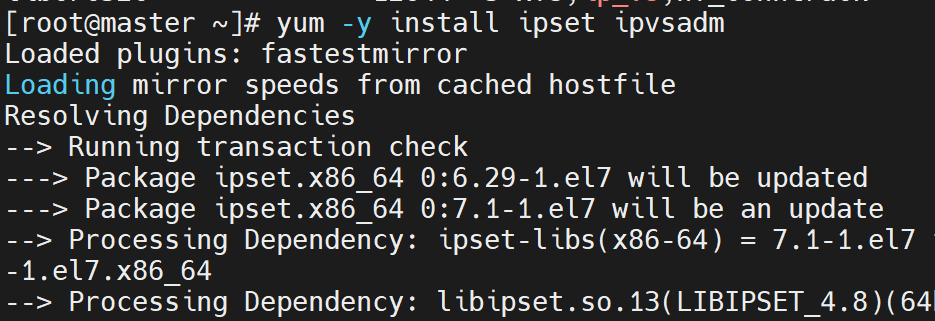 [root@master ~]# yum -y install ipset ipvsadm
Loaded plugins: fastestmirror
Loading mirror speeds from cached hostfile
Resolving Dependencies
--> Running transaction check
---> Package ipset.x86_64 0:6.29-1.el7 will be updated
---> Package ipset.x86_64 0:7.1-1.el7 will be an update
--> Processing Dependency: ipset-libs(x86-64) = 7.1-1.el7
-1.el7.x86_64
--> Processing Dependency: libipset.so.13(LIBIPSET_4.8)(64